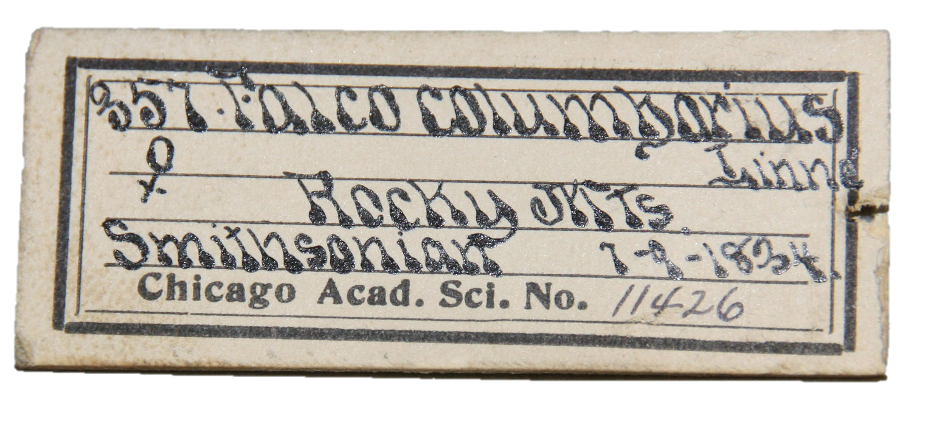 357. Falco columbarius
♀ Linne
Rocky Mts.
Smithsonian 7-9-1834.
Chicago Acad. Sci. No. 11426